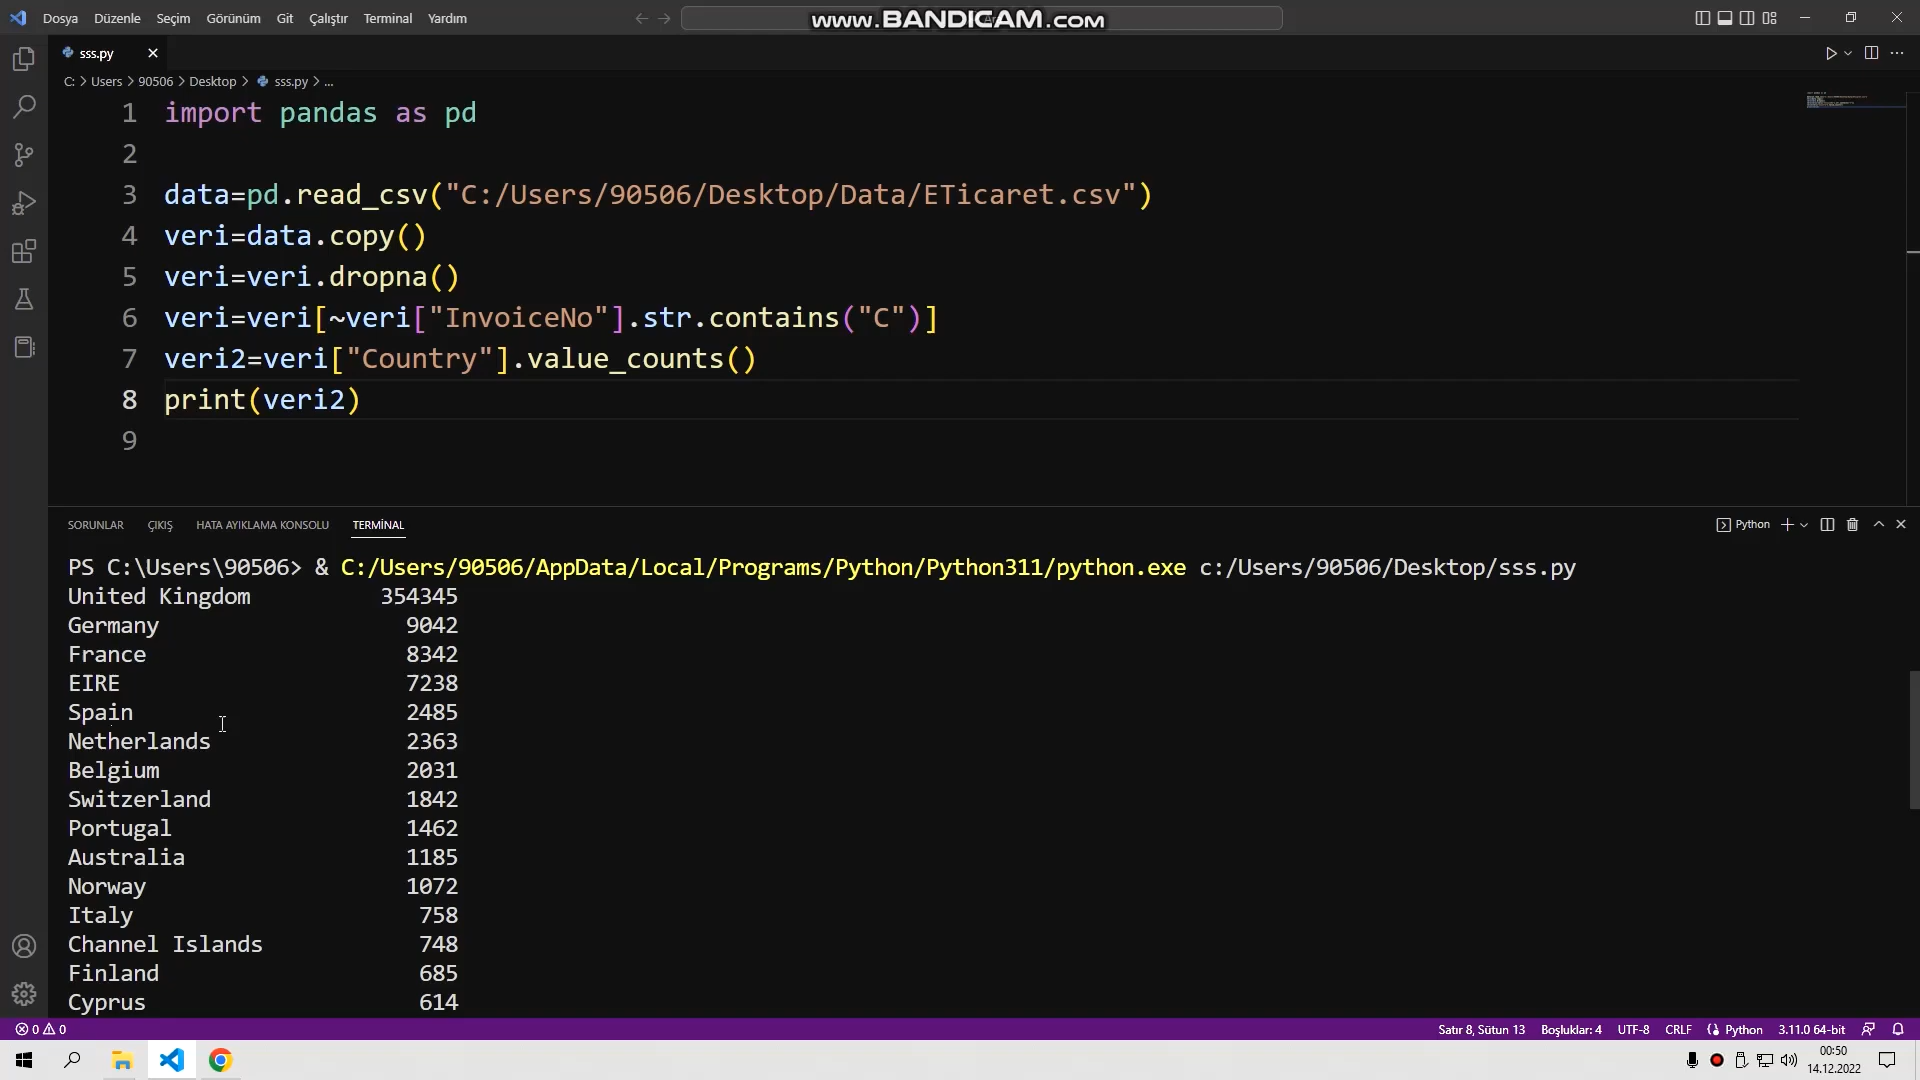 Dosya Düzenle Seçim Görünüm Git Çalıştır Terminal Yardım
www.BANDICAM.com
sss.py
C: > Users > 90506 > Desktop > sss.py > ...
1 import pandas as pd
2
3 data=pd.read_csv("C:/Users/90506/Desktop/Data/ETicaret.csv")
4 veri=data.copy()
5 veri=veri.dropna()
6 veri=veri[~veri["InvoiceNo"].str.contains("C")]
7 veri2=veri["Country"].value_counts()
8 print(veri2)
9
SORUNLAR ÇIKIŞ HATA AYIKLAMA KONSOLU TERMİNAL
Python
PS C:\Users\90506> & C:/Users/90506/AppData/Local/Programs/Python/Python311/python.exe c:/Users/90506/Desktop/sss.py
United Kingdom 354345
Germany 9042
France 8342
EIRE 7238
Spain 2485
Netherlands 2363
Belgium 2031
Switzerland 1842
Portugal 1462
Australia 1185
Norway 1072
Italy 758
Channel Islands 748
Finland 685
Cyprus 614
0 0
Satır 8, Sütun 13 Boşluklar: 4 UTF-8 CRLF Python 3.11.0 64-bit
00:50
14.12.2022